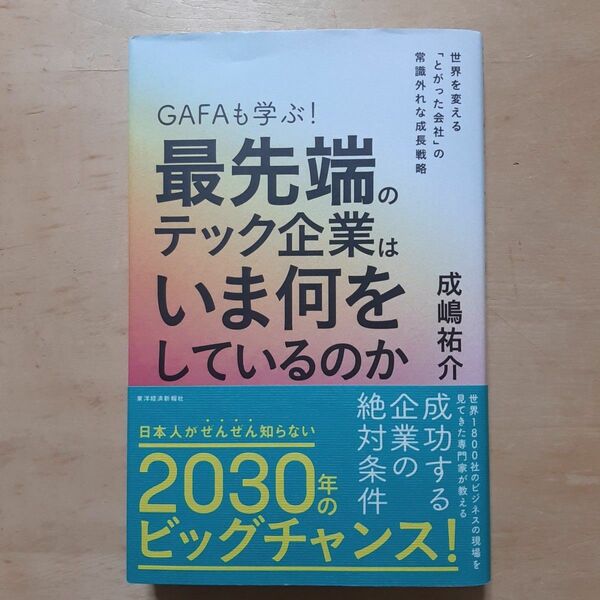 世界を変える
「とがった会社」の
常識外れな成長戦略
GAFAも学ぶ！
最先端の
テック企業は
いま何を
しているのか
成嶋祐介
東洋経済新報社
世界1800社のビジネスの現場を
見てきた専門家が教える
成功する
企業の
絶対条件
日本人がぜんぜん知らない
2030年の
ビッグチャンス！